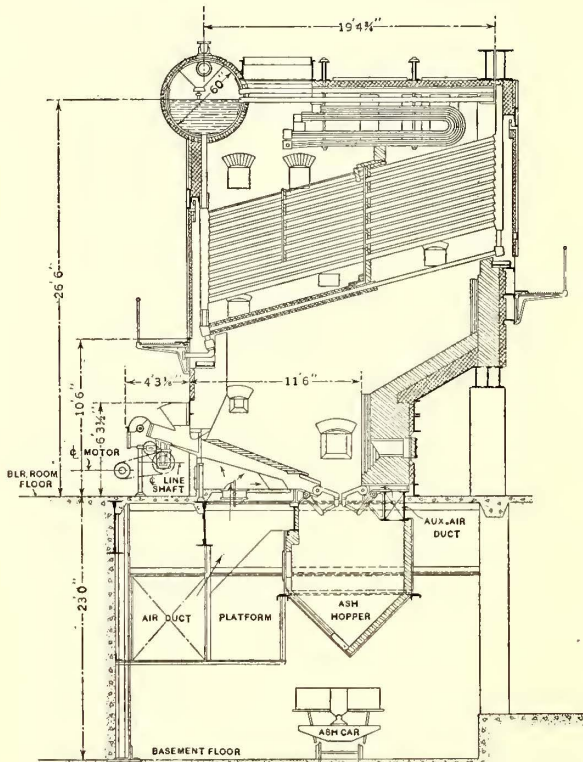 19'4¾"
60"
26'6"
10'6"
4'3⅛"
11'6"
6'3½"
℄ MOTOR
BLR. ROOM
FLOOR
℄ LINE
SHAFT
AUX. AIR
DUCT
23'0"
AIR DUCT
PLATFORM
ASH
HOPPER
ASH CAR
BASEMENT FLOOR